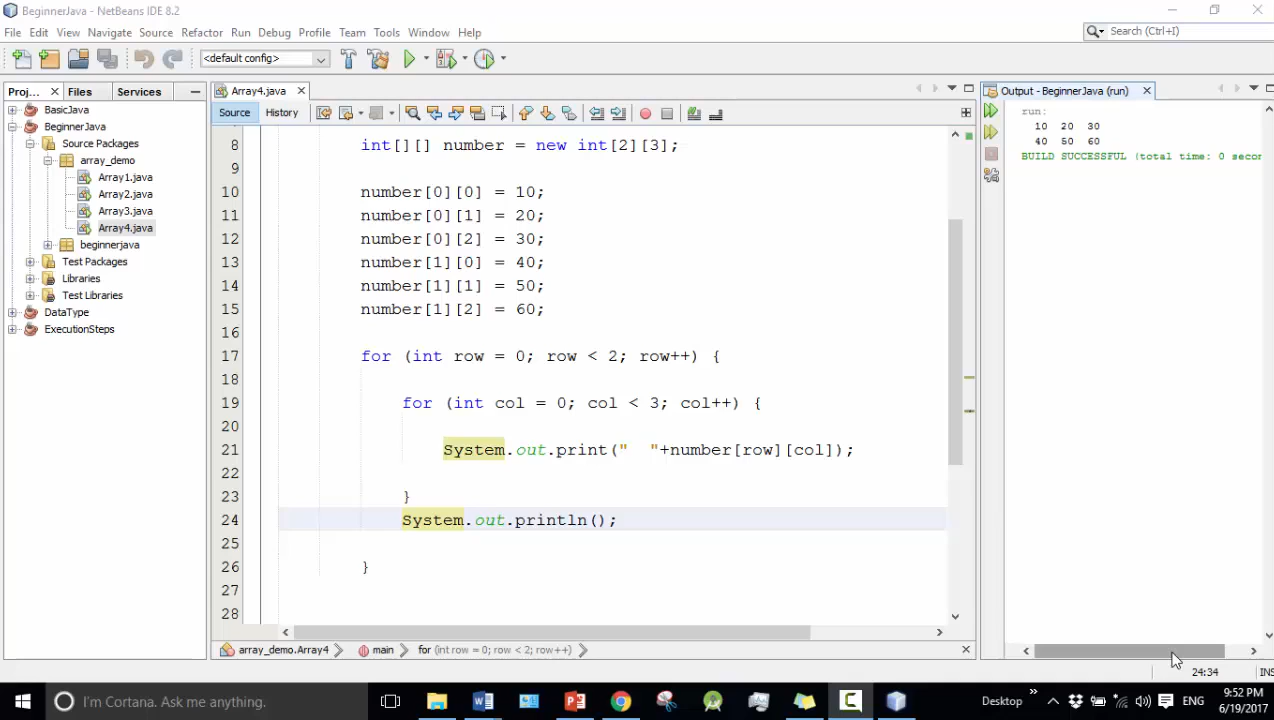 BeginnerJava - NetBeans IDE 8.2
File Edit View Navigate Source Refactor Run Debug Profile Team Tools Window Help
Search (Ctrl+I)
<default config>
Proj... Files Services
BasicJava
BeginnerJava
Source Packages
array_demo
Array1.java
Array2.java
Array3.java
Array4.java
beginnerjava
Test Packages
Libraries
Test Libraries
DataType
ExecutionSteps
Array4.java
Source History
8 int[][] number = new int[2][3];
9
10 number[0][0] = 10;
11 number[0][1] = 20;
12 number[0][2] = 30;
13 number[1][0] = 40;
14 number[1][1] = 50;
15 number[1][2] = 60;
16
17 for (int row = 0; row < 2; row++) {
18
19 for (int col = 0; col < 3; col++) {
20
21 System.out.print("  "+number[row][col]);
22
23 }
24 System.out.println();
25
26 }
27
28
array_demo.Array4 main for (int row = 0; row < 2; row++)
Output - BeginnerJava (run)
run:
10 20 30
40 50 60
BUILD SUCCESSFUL (total time: 0 secon
24:34 INS
I'm Cortana. Ask me anything.
Desktop ENG 9:52 PM
6/19/2017